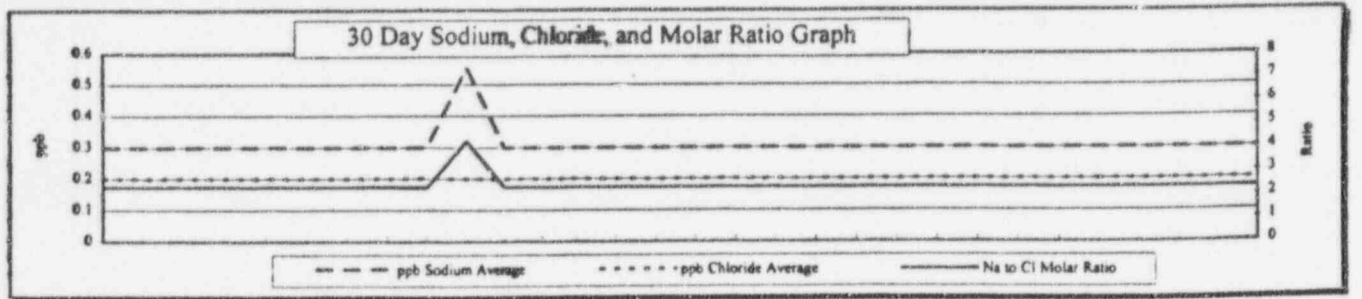 30 Day Sodium, Chloride, and Molar Ratio Graph
0.6
0.5
0.4
0.3
0.2
0.1
0
ppb
8
7
6
5
4
3
2
1
0
Ratio
ppb Sodium Average
ppb Chloride Average
Na to Cl Molar Ratio